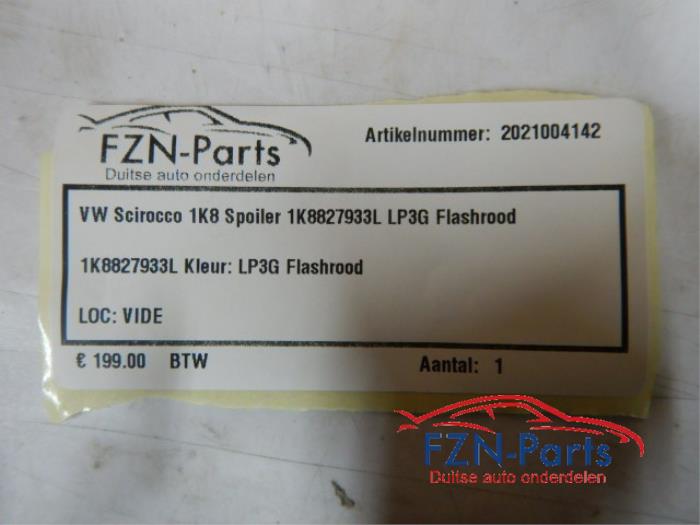 FZN-Parts
Duitse auto onderdelen
Artikelnummer: 2021004142
VW Scirocco 1K8 Spoiler 1K8827933L LP3G Flashrood
1K8827933L Kleur: LP3G Flashrood
LOC: VIDE
€ 199.00 BTW
Aantal: 1
FZN-Parts
Duitse auto onderdelen